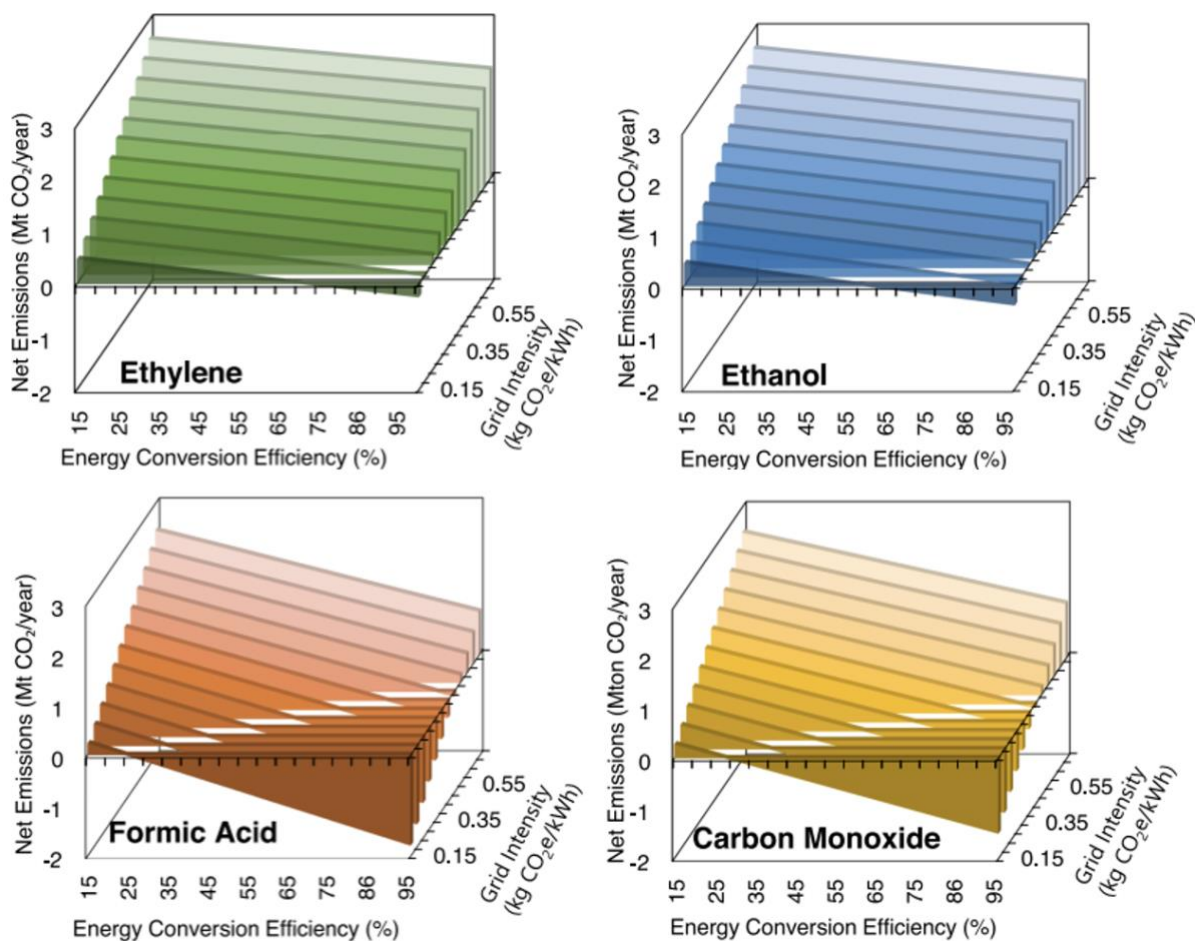 Net Emissions (Mt CO₂/year)
3
2
1
0
-1
-2
Ethylene
15 25 35 45 55 65 75 86 95
Energy Conversion Efficiency (%)
0.55
0.35
0.15
Grid Intensity
(kg CO₂e/kWh)
Net Emissions (Mt CO₂/year)
3
2
1
0
-1
-2
Ethanol
15 25 35 45 55 65 75 86 95
Energy Conversion Efficiency (%)
0.55
0.35
0.15
Grid Intensity
(kg CO₂e/kWh)
Net Emissions (Mt CO₂/year)
3
2
1
0
-1
-2
Formic Acid
15 25 35 45 55 65 75 86 95
Energy Conversion Efficiency (%)
0.55
0.35
0.15
Grid Intensity
(kg CO₂e/kWh)
Net Emissions (Mton CO₂/year)
3
2
1
0
-1
-2
Carbon Monoxide
15 25 35 45 55 65 75 86 95
Energy Conversion Efficiency (%)
0.55
0.35
0.15
Grid Intensity
(kg CO₂e/kWh)